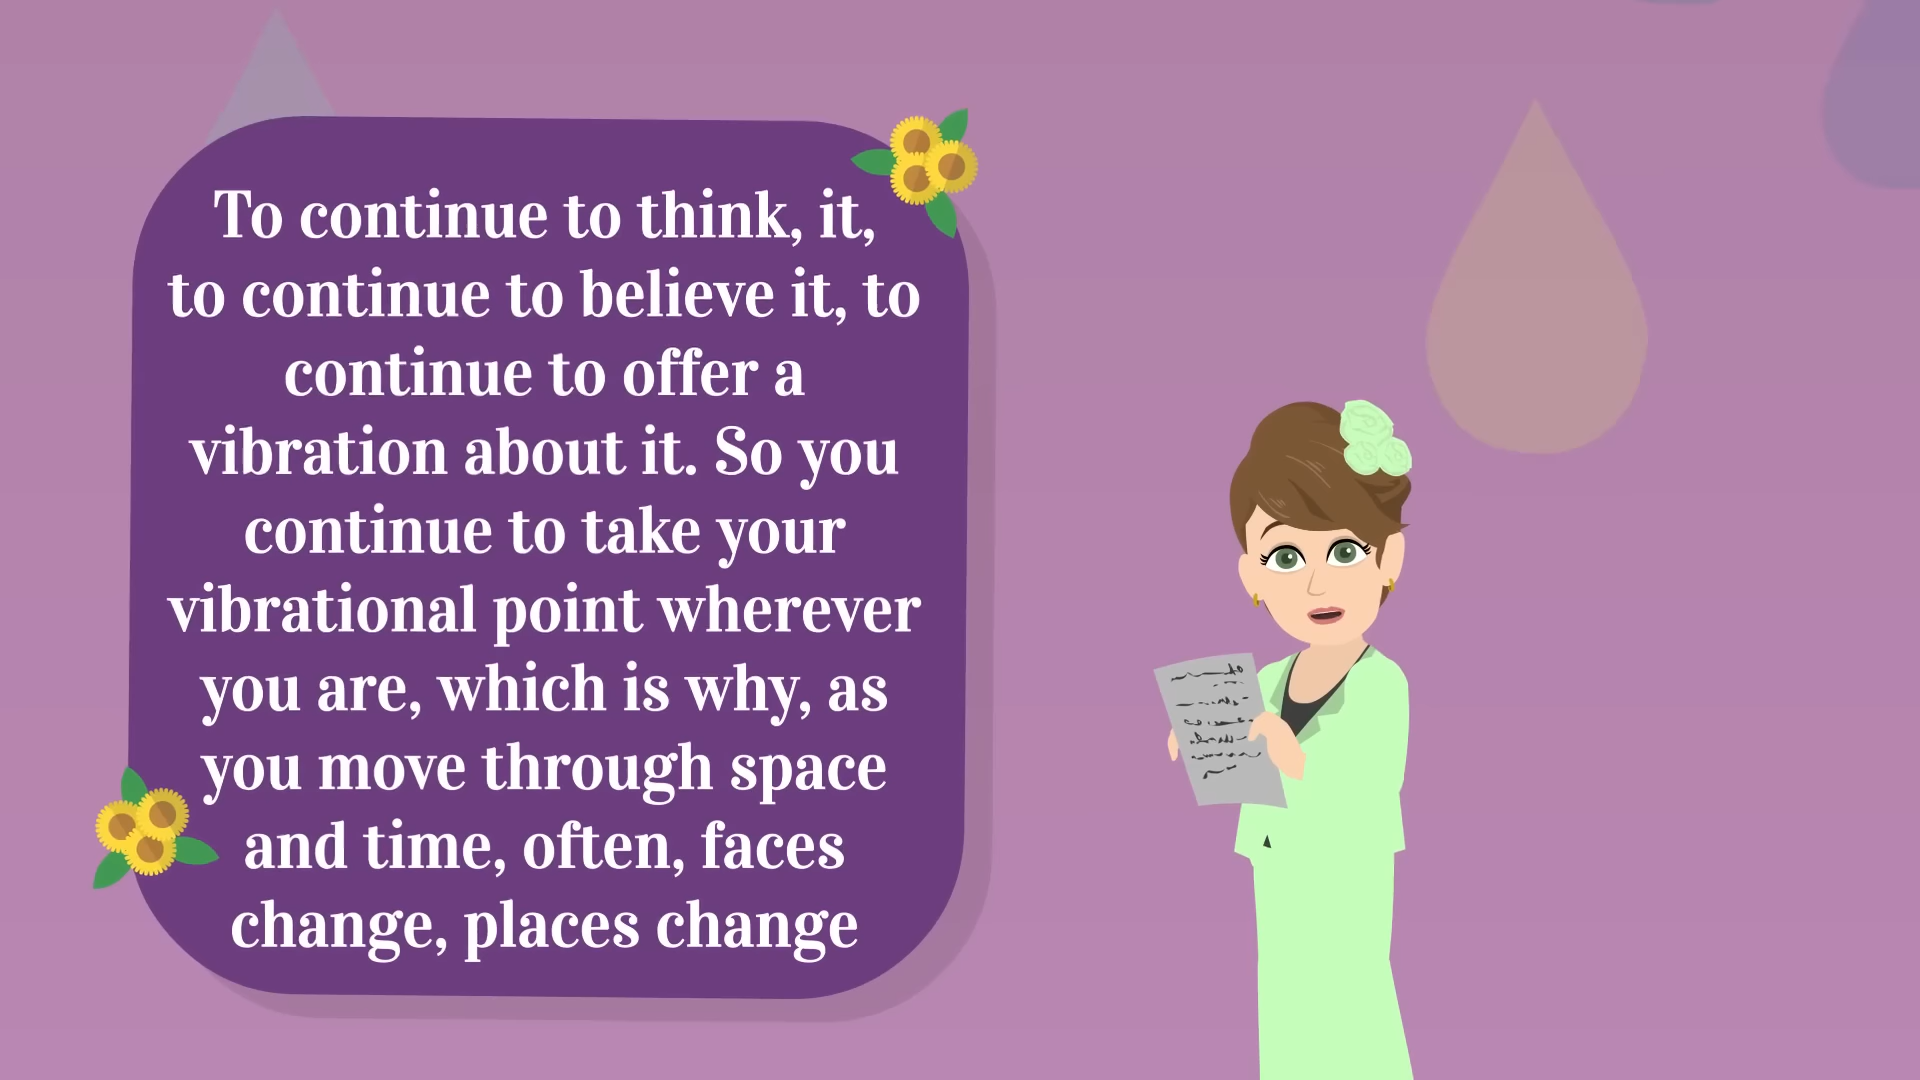 To continue to think, it,
to continue to believe it, to
continue to offer a
vibration about it. So you
continue to take your
vibrational point wherever
you are, which is why, as
you move through space
and time, often, faces
change, places change